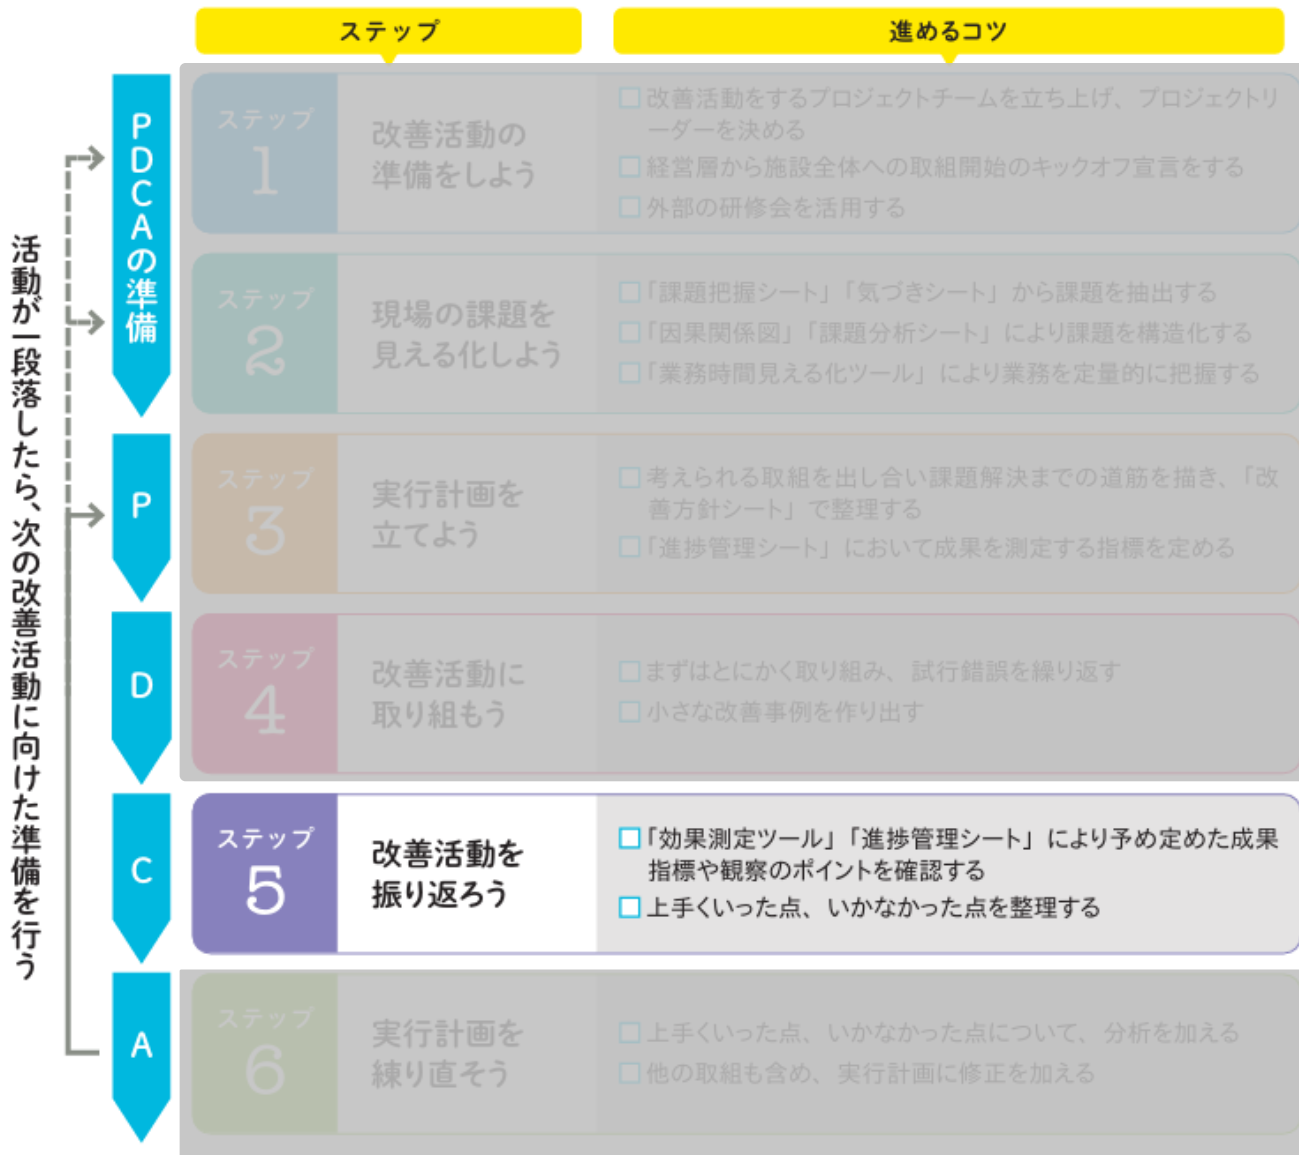 ステップ
進めるコツ
活動が一段落したら、次の改善活動に向けた準備を行う
PDCAの準備
ステップ
1
改善活動の
準備をしよう
□改善活動をするプロジェクトチームを立ち上げ、プロジェクトリ
ーダーを決める
□経営層から施設全体への取組開始のキックオフ宣言をする
□外部の研修会を活用する
ステップ
2
現場の課題を
見える化しよう
□「課題把握シート」「気づきシート」から課題を抽出する
□「因果関係図」「課題分析シート」により課題を構造化する
□「業務時間見える化ツール」により業務を定量的に把握する
P
ステップ
3
実行計画を
立てよう
□考えられる取組を出し合い課題解決までの道筋を描き、「改
善方針シート」で整理する
□「進捗管理シート」において成果を測定する指標を定める
D
ステップ
4
改善活動に
取り組もう
□まずはとにかく取り組み、試行錯誤を繰り返す
□小さな改善事例を作り出す
C
ステップ
5
改善活動を
振り返ろう
□「効果測定ツール」「進捗管理シート」により予め定めた成果
指標や観察のポイントを確認する
□上手くいった点、いかなかった点を整理する
A
ステップ
6
実行計画を
練り直そう
□上手くいった点、いかなかった点について、分析を加える
□他の取組も含め、実行計画に修正を加える